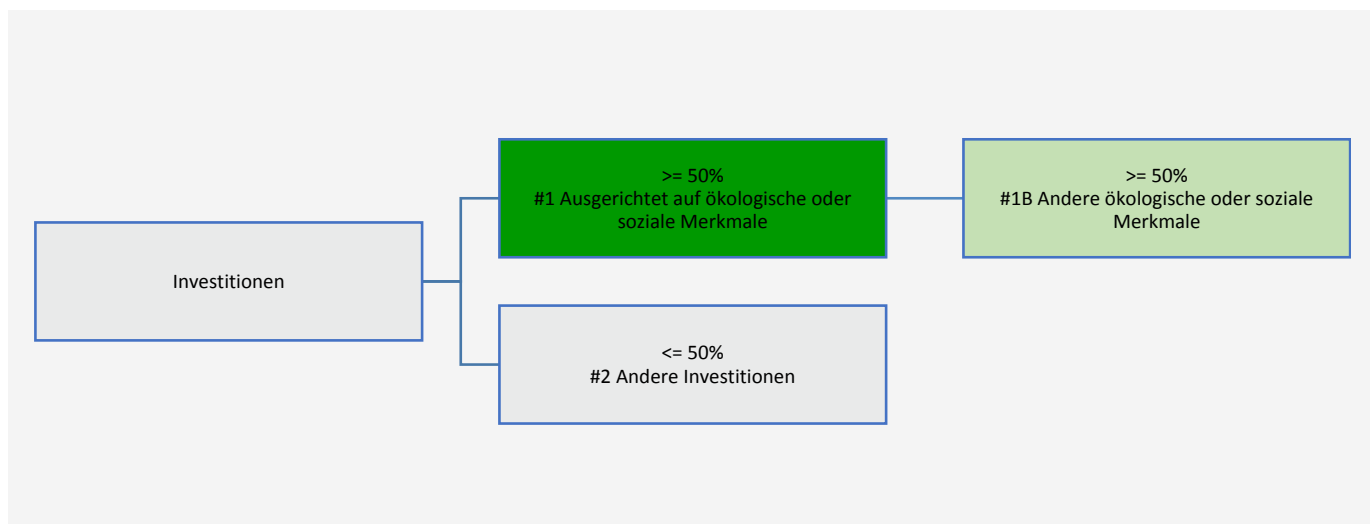 Investitionen
>= 50%
#1 Ausgerichtet auf ökologische oder
soziale Merkmale
>= 50%
#1B Andere ökologische oder soziale
Merkmale
<= 50%
#2 Andere Investitionen